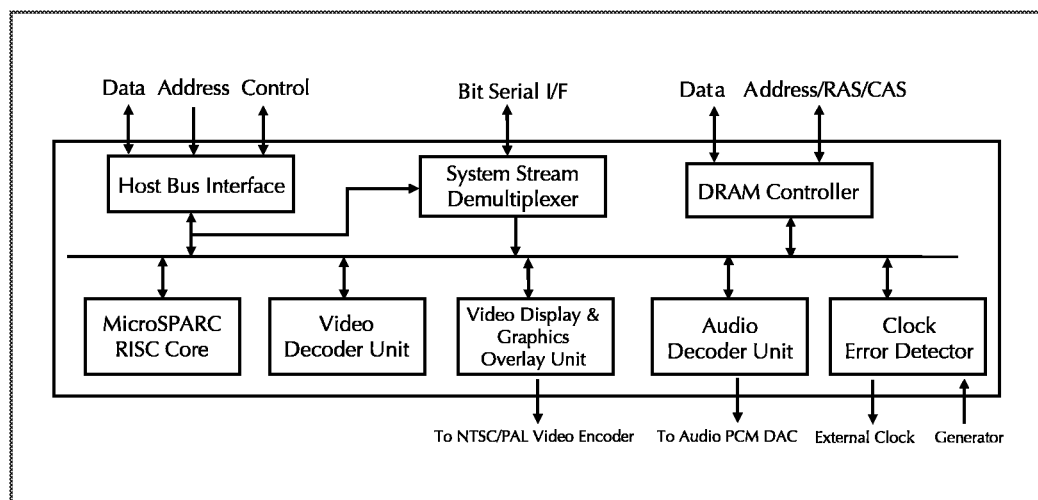 Data Address Control
Bit Serial I/F
Data Address/RAS/CAS
Host Bus Interface
System Stream
Demultiplexer
DRAM Controller
MicroSPARC
RISC Core
Video
Decoder Unit
Video Display &
Graphics
Overlay Unit
Audio
Decoder Unit
Clock
Error Detector
To NTSC/PAL Video Encoder
To Audio PCM DAC
External Clock
Generator